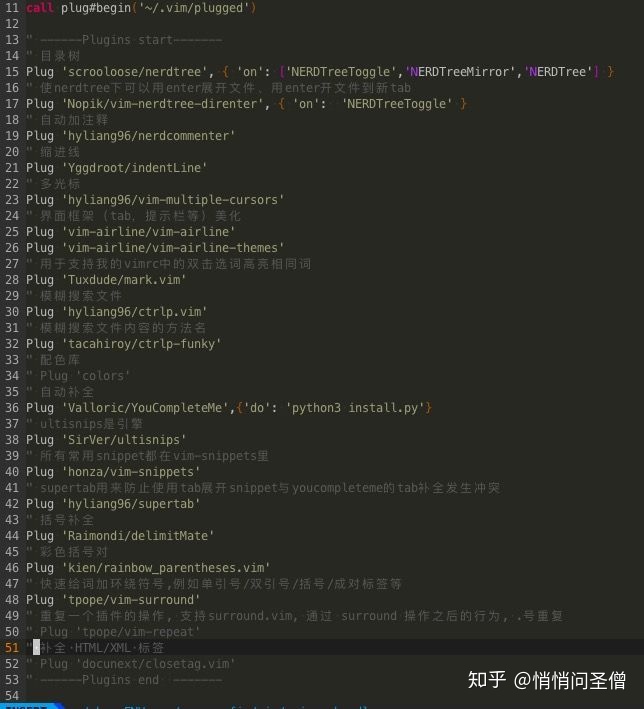 11 call plug#begin('~/.vim/plugged')
12
13 " ------Plugins start-------
14 " 目录树
15 Plug 'scrooloose/nerdtree', { 'on': ['NERDTreeToggle','NERDTreeMirror','NERDTree'] }
16 " 使nerdtree下可以用enter展开文件、用enter开文件到新tab
17 Plug 'Nopik/vim-nerdtree-direnter', { 'on':  'NERDTreeToggle' }
18 " 自动加注释
19 Plug 'hyliang96/nerdcommenter'
20 " 缩进线
21 Plug 'Yggdroot/indentLine'
22 " 多光标
23 Plug 'hyliang96/vim-multiple-cursors'
24 " 界面框架（tab、提示栏等）美化
25 Plug 'vim-airline/vim-airline'
26 Plug 'vim-airline/vim-airline-themes'
27 " 用于支持我的vimrc中的双击选词高亮相同词
28 Plug 'Tuxdude/mark.vim'
29 " 模糊搜索文件
30 Plug 'hyliang96/ctrlp.vim'
31 " 模糊搜索文件内容的方法名
32 Plug 'tacahiroy/ctrlp-funky'
33 " 配色库
34 " Plug 'colors'
35 " 自动补全
36 Plug 'Valloric/YouCompleteMe',{'do': 'python3 install.py'}
37 " ultisnips是引擎
38 Plug 'SirVer/ultisnips'
39 " 所有常用snippet都在vim-snippets里
40 Plug 'honza/vim-snippets'
41 " supertab用来防止使用tab展开snippet与youcompleteme的tab补全发生冲突
42 Plug 'hyliang96/supertab'
43 " 括号补全
44 Plug 'Raimondi/delimitMate'
45 " 彩色括号对
46 Plug 'kien/rainbow_parentheses.vim'
47 " 快速给词加环绕符号,例如单引号/双引号/括号/成对标签等
48 Plug 'tpope/vim-surround'
49 " 重复一个插件的操作, 支持surround.vim, 通过 surround 操作之后的行为, .号重复
50 " Plug 'tpope/vim-repeat'
51 " 补全·HTML/XML·标签
52 " Plug 'docunext/closetag.vim'
53 " ------Plugins end  -------
54
知乎 @悄悄问圣僧